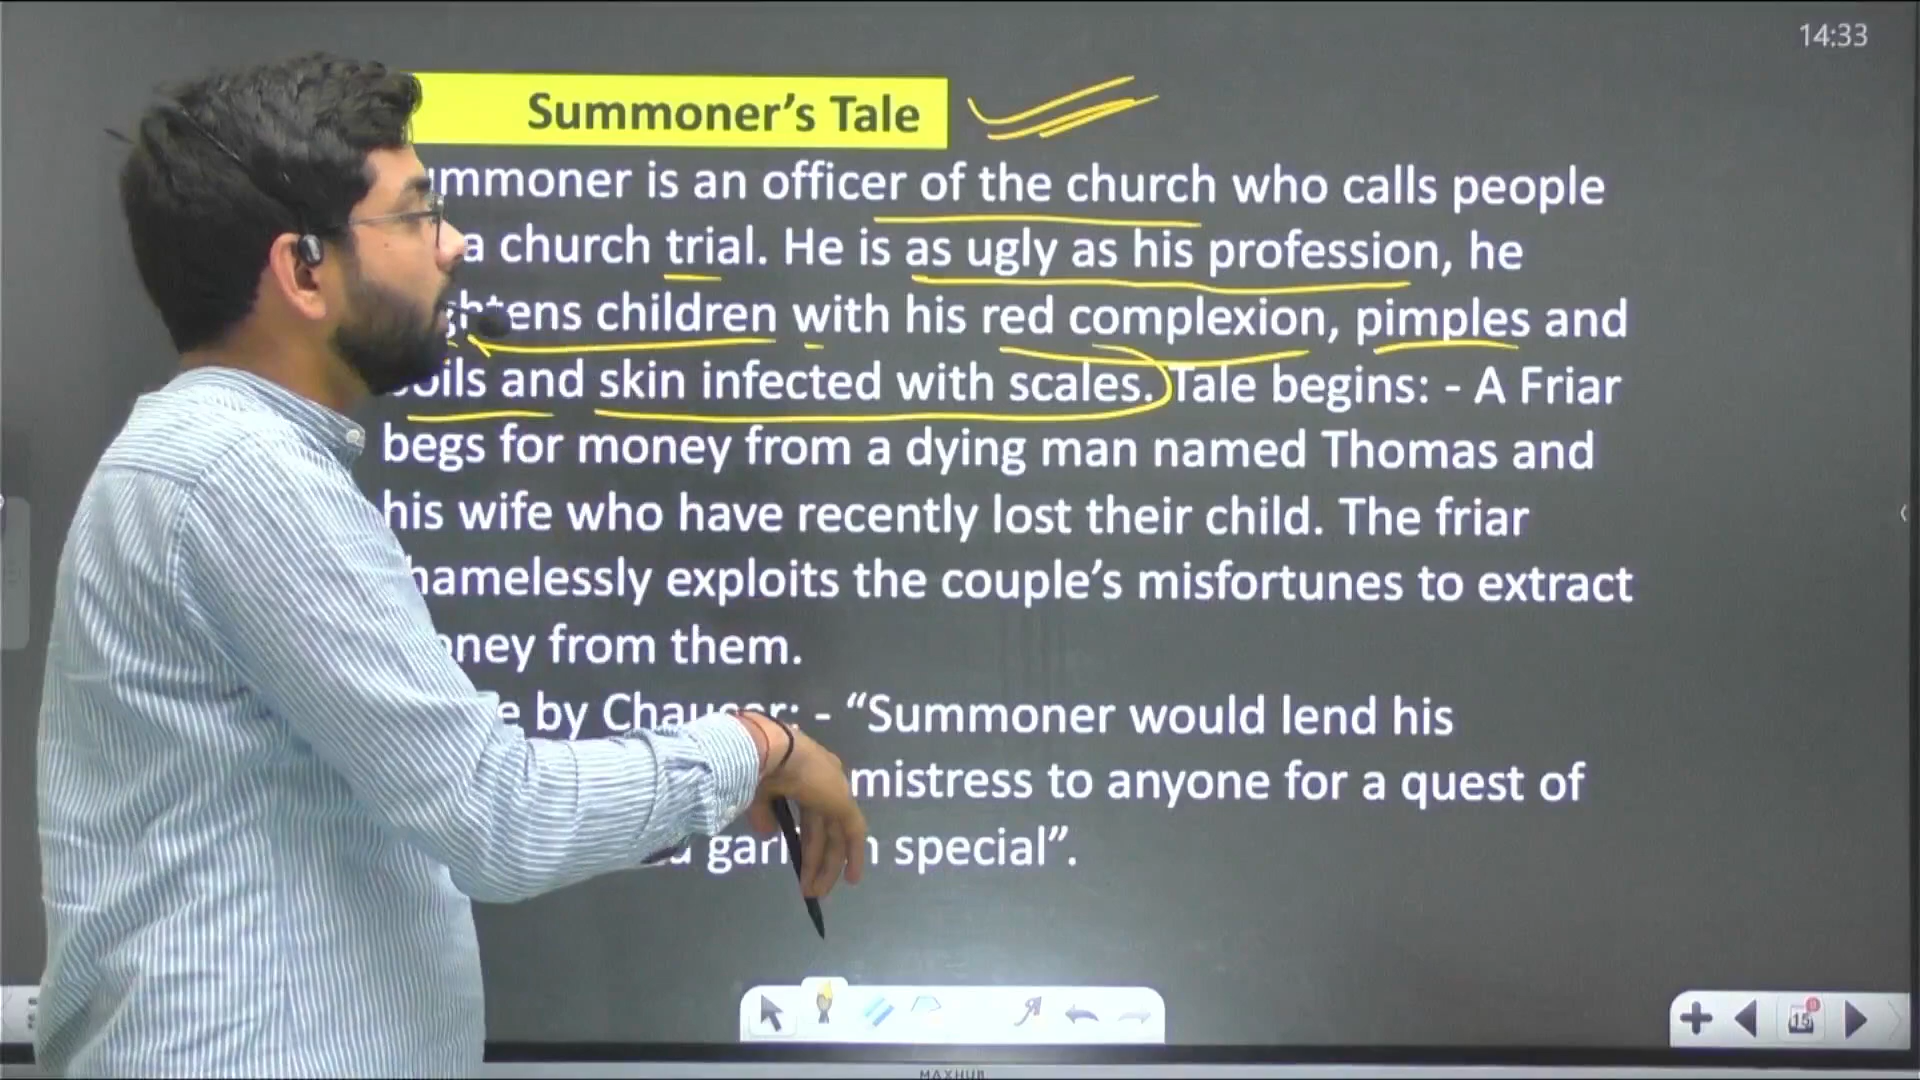 14:33
Summoner’s Tale
is an officer of the church who calls people
a church trial. He is as ugly as his profession, he
children with his red complexion, pimples and
and skin infected with scales. Tale begins: - A Friar
begs for money from a dying man named Thomas and
his wife who have recently lost their child. The friar
exploits the couple’s misfortunes to extract
from them.
by Chauser: - “Summoner would lend his
mistress to anyone for a quest of
special”.
15
MAXHUB